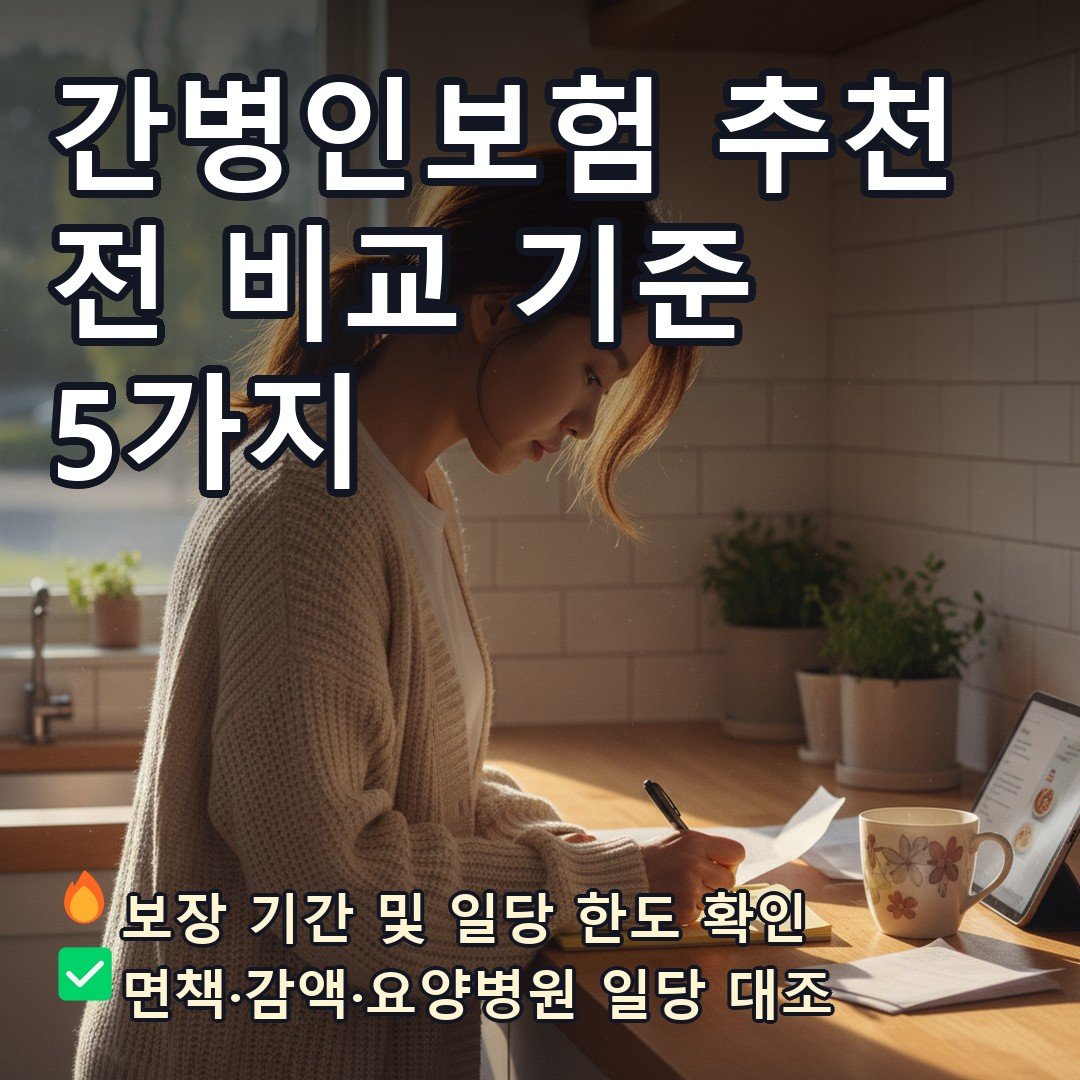 간병인보험 추천
전 비교 기준
5가지
🔥보장 기간 및 일당 한도 확인
✅면책·감액·요양병원 일당 대조